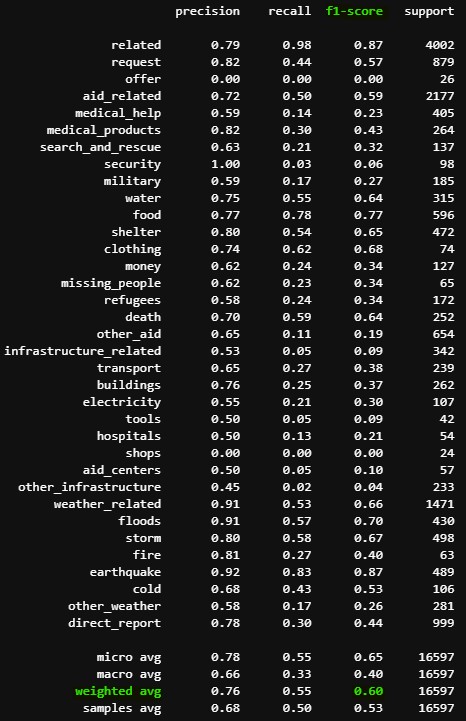 precision recall f1-score support
related 0.79 0.98 0.87 4002
request 0.82 0.44 0.57 879
offer 0.00 0.00 0.00 26
aid_related 0.72 0.50 0.59 2177
medical_help 0.59 0.14 0.23 405
medical_products 0.82 0.30 0.43 264
search_and_rescue 0.63 0.21 0.32 137
security 1.00 0.03 0.06 98
military 0.59 0.17 0.27 185
water 0.75 0.55 0.64 315
food 0.77 0.78 0.77 596
shelter 0.80 0.54 0.65 472
clothing 0.74 0.62 0.68 74
money 0.62 0.24 0.34 127
missing_people 0.62 0.23 0.34 65
refugees 0.58 0.24 0.34 172
death 0.70 0.59 0.64 252
other_aid 0.65 0.11 0.19 654
infrastructure_related 0.53 0.05 0.09 342
transport 0.65 0.27 0.38 239
buildings 0.76 0.25 0.37 262
electricity 0.55 0.21 0.30 107
tools 0.50 0.05 0.09 42
hospitals 0.50 0.13 0.21 54
shops 0.00 0.00 0.00 24
aid_centers 0.50 0.05 0.10 57
other_infrastructure 0.45 0.02 0.04 233
weather_related 0.91 0.53 0.66 1471
floods 0.91 0.57 0.70 430
storm 0.80 0.58 0.67 498
fire 0.81 0.27 0.40 63
earthquake 0.92 0.83 0.87 489
cold 0.68 0.43 0.53 106
other_weather 0.58 0.17 0.26 281
direct_report 0.78 0.30 0.44 999
micro avg 0.78 0.55 0.65 16597
macro avg 0.66 0.33 0.40 16597
weighted avg 0.76 0.55 0.60 16597
samples avg 0.68 0.50 0.53 16597